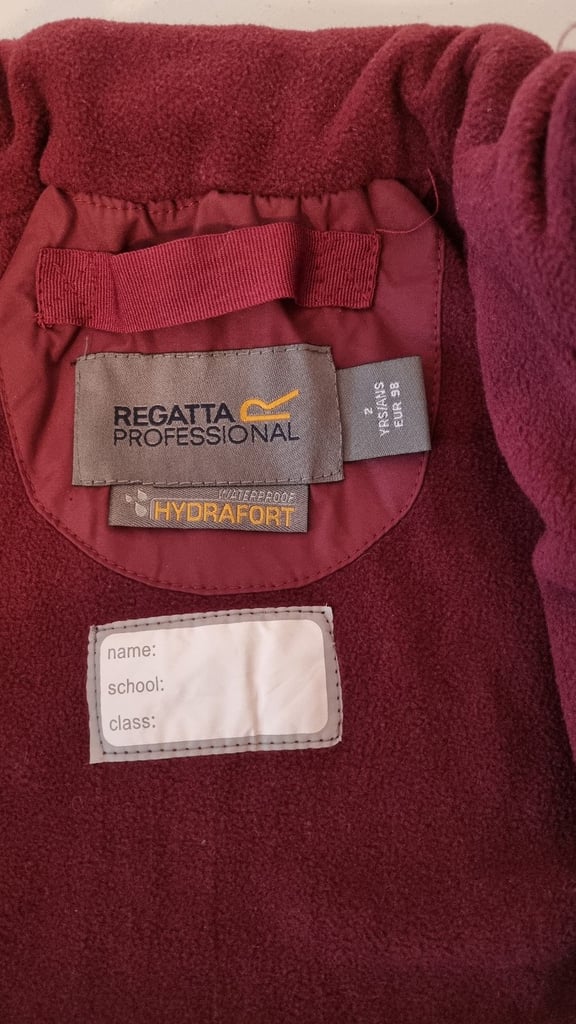 REGATTA
PROFESSIONAL
2
YRS/ANS
EUR 98
WATERPROOF
HYDRAFORT
name:
school:
class: